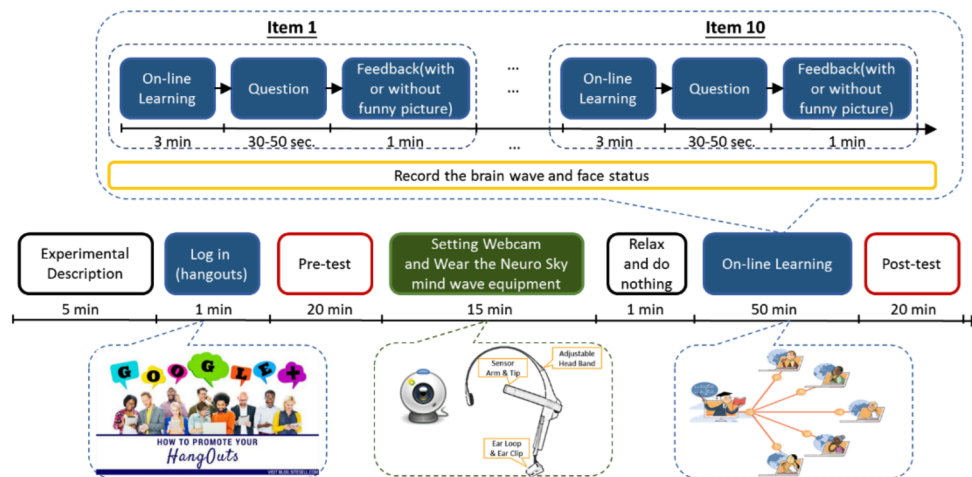 Item 1
Item 10
On-line
Learning
Question
Feedback(with
or without
funny picture)
...
...
On-line
Learning
Question
Feedback(with
or without
funny picture)
3 min
30-50 sec.
1 min
...
3 min
30-50 sec.
1 min
Record the brain wave and face status
Experimental
Description
Log in
(hangouts)
Pre-test
Setting Webcam
and Wear the Neuro Sky
mind wave equipment
Relax
and do
nothing
On-line Learning
Post-test
5 min
1 min
20 min
15 min
1 min
50 min
20 min
GOOGLE+
HOW TO PROMOTE YOUR
HangOuts
VISIT BLOG.SITESELL.COM
Sensor
Arm & Tip
Adjustable
Head Band
Ear Loop
& Ear Clip